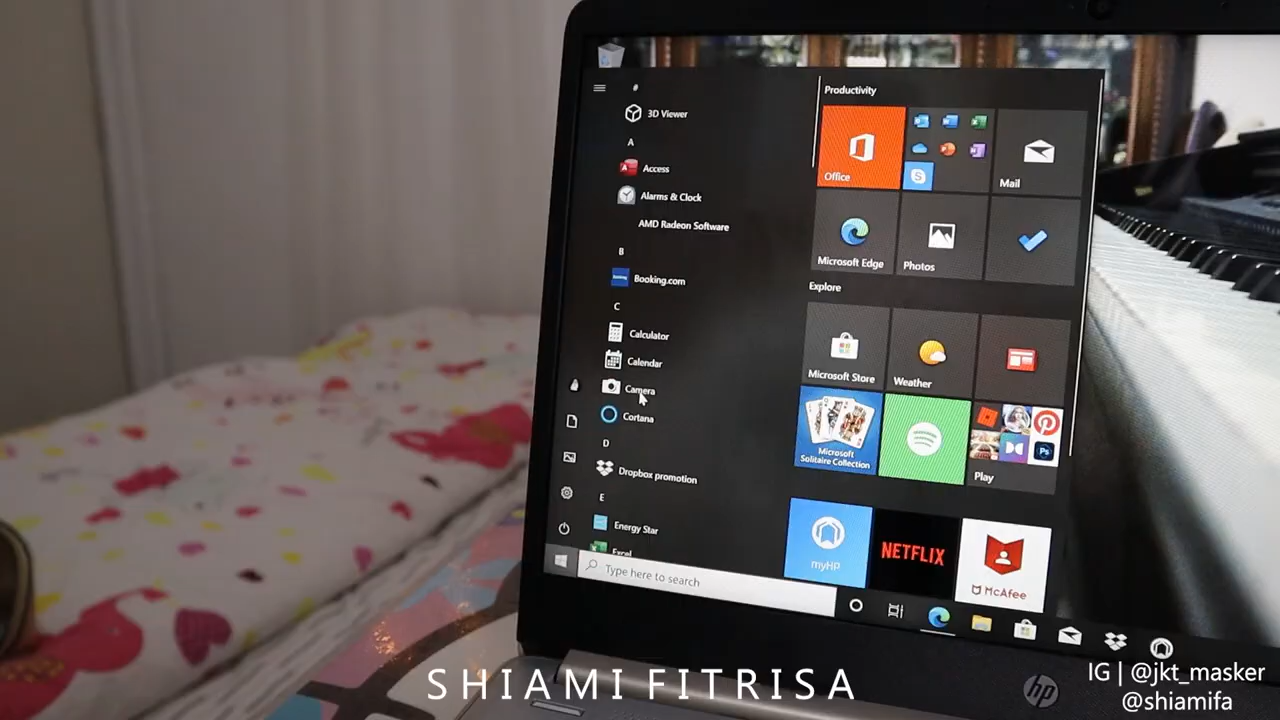 #
3D Viewer
A
Access
Alarms & Clock
AMD Radeon Software
B
Booking.com
C
Calculator
Calendar
Camera
Cortana
D
Dropbox promotion
E
Energy Star
Excel
Type here to search
Productivity
Office
Mail
Microsoft Edge
Photos
Explore
Microsoft Store
Weather
Microsoft
Solitaire Collection
Play
myHP
NETFLIX
McAfee
hp
SHIAMI FITRISA
IG | @jkt_masker
@shiamifa